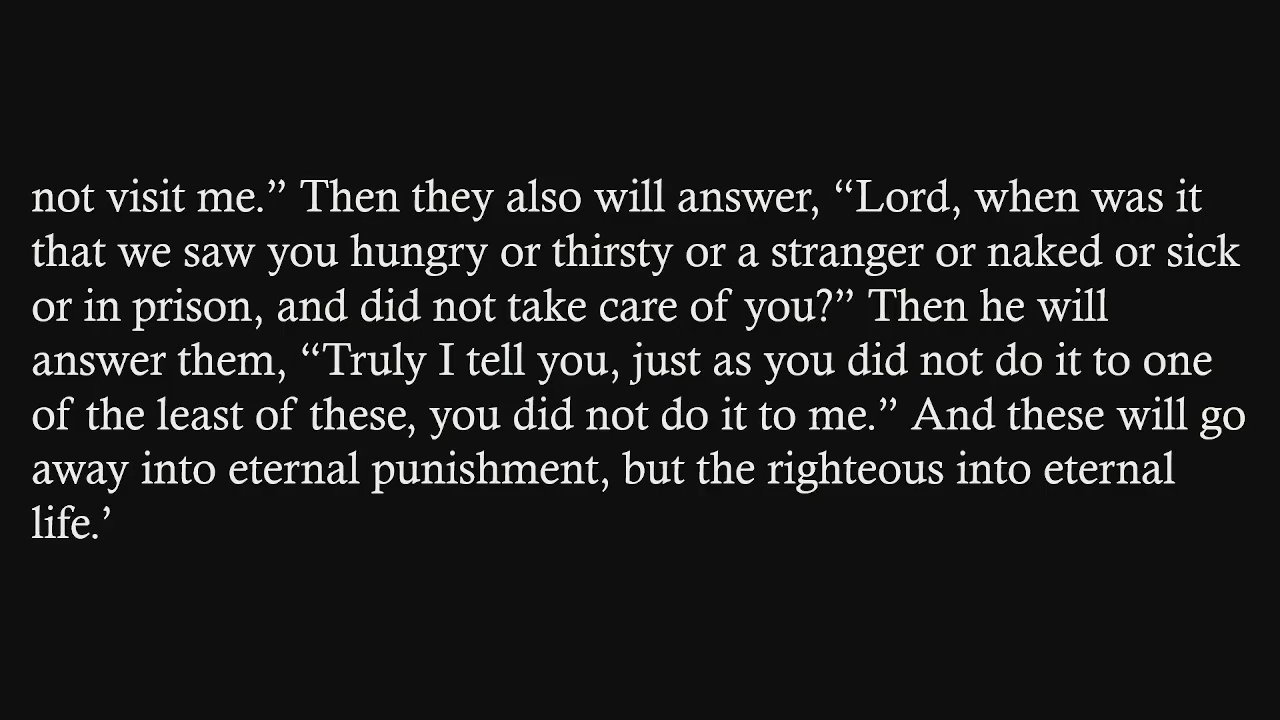 not visit me.” Then they also will answer, “Lord, when was it
that we saw you hungry or thirsty or a stranger or naked or sick
or in prison, and did not take care of you?” Then he will
answer them, “Truly I tell you, just as you did not do it to one
of the least of these, you did not do it to me.” And these will go
away into eternal punishment, but the righteous into eternal
life.’